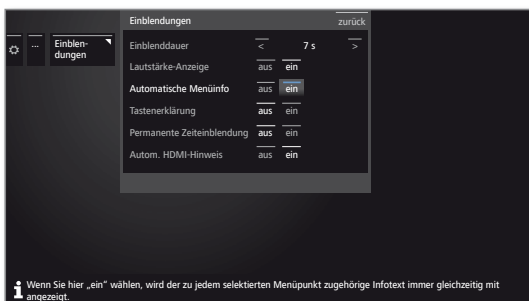 Einblendungen zurück
... Einblen-
dungen
Einblenddauer < 7 s >
Lautstärke-Anzeige aus ein
Automatische Menüinfo aus ein
Tastenerklärung aus ein
Permanente Zeiteinblendung aus ein
Autom. HDMI-Hinweis aus ein
i Wenn Sie hier „ein“ wählen, wird der zu jedem selektierten Menüpunkt zugehörige Infotext immer gleichzeitig mit
angezeigt.